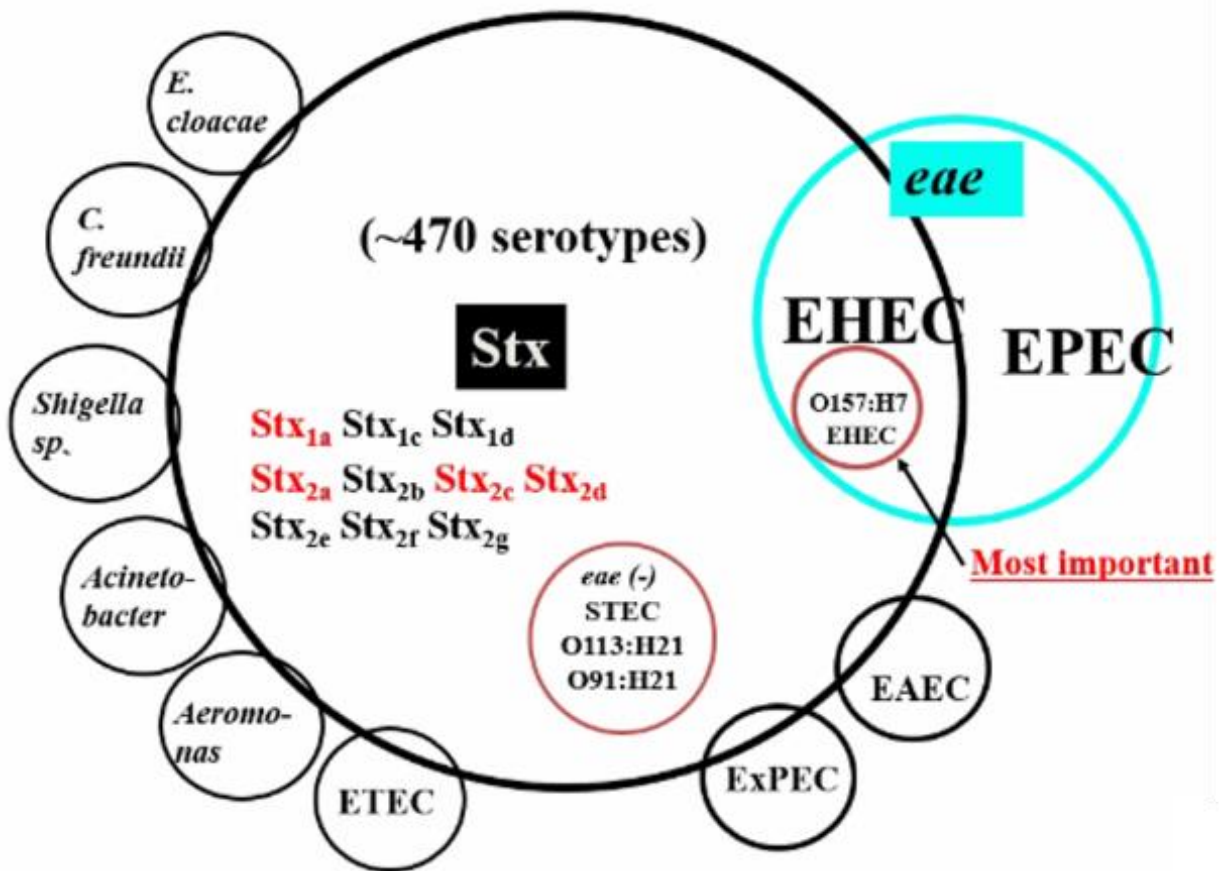 E.
cloacae
C.
freundii
Shigella
sp.
Acineto-
bacter
Aeromo-
nas
ETEC
ExPEC
EAEC
(~470 serotypes)
Stx
Stx1a Stx1c Stx1d
Stx2a Stx2b Stx2c Stx2d
Stx2e Stx2f Stx2g
eae (-)
STEC
O113:H21
O91:H21
eae
EHEC
EPEC
O157:H7
EHEC
Most important